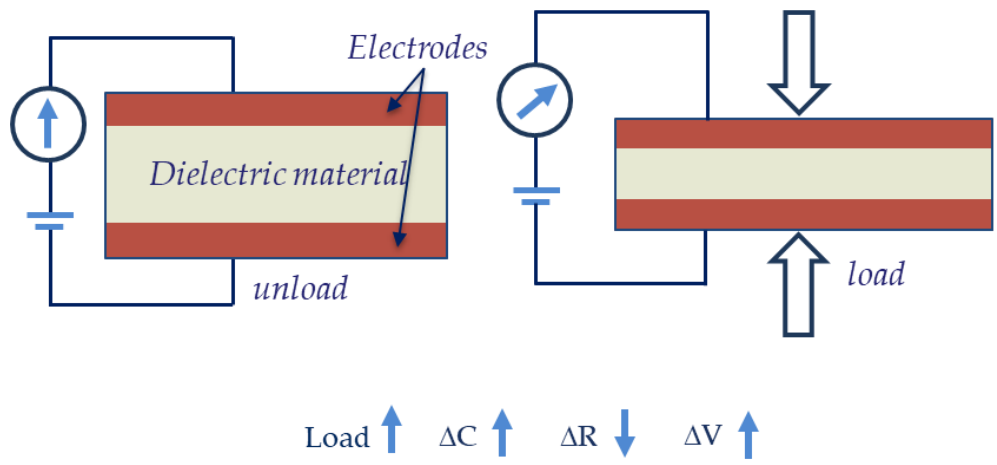 Electrodes
Dielectric material
unload
load
Load ↑ ΔC ↑ ΔR ↓ ΔV ↑